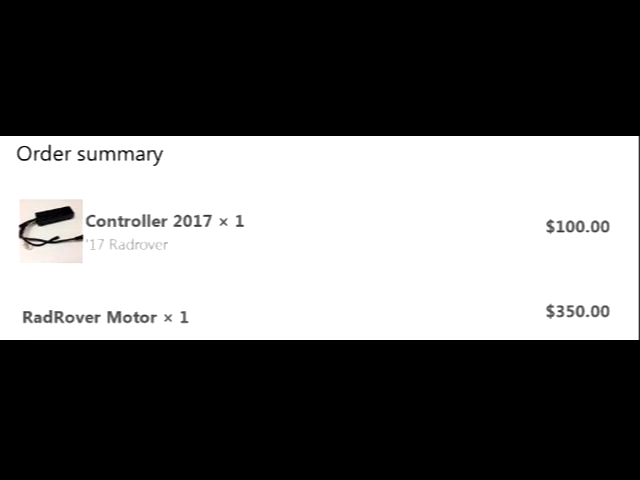 Order summary
Controller 2017 × 1
$100.00
'17 Radrover
RadRover Motor × 1
$350.00